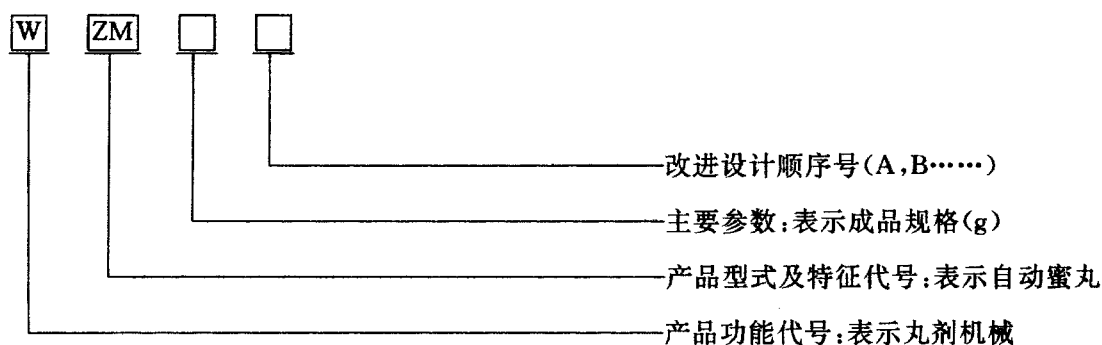 W ZM
改进设计顺序号(A,B……)
主要参数:表示成品规格(g)
产品型式及特征代号:表示自动蜜丸
产品功能代号:表示丸剂机械